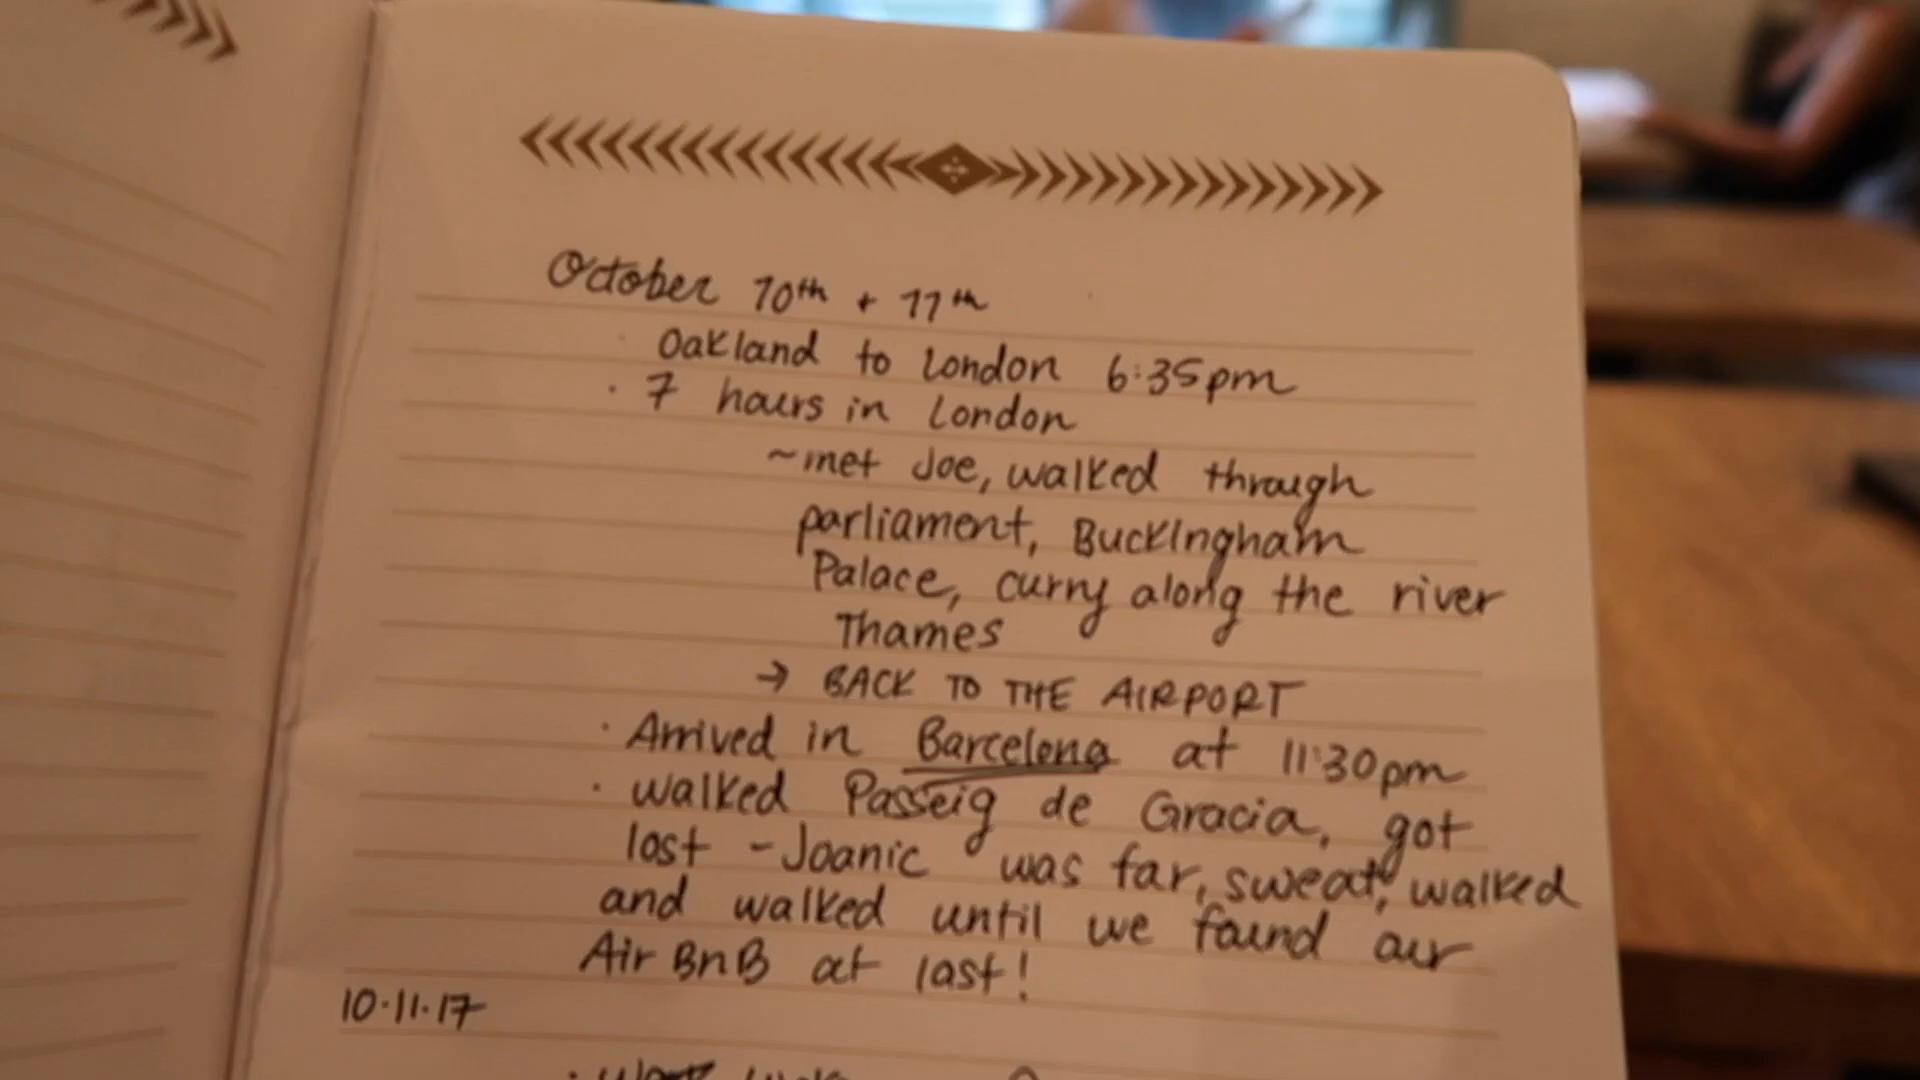 October 10th + 11th
· Oakland to London 6:35pm
· 7 hours in London
~met Joe, walked through
parliament, Buckingham
Palace, curry along the river
Thames
→ BACK TO THE AIRPORT
· Arrived in Barcelona at 11:30pm
· walked Passeig de Gracia, got
lost - Joanic was far, sweat, walked
and walked until we found our
Air BnB at last!
10·11·17